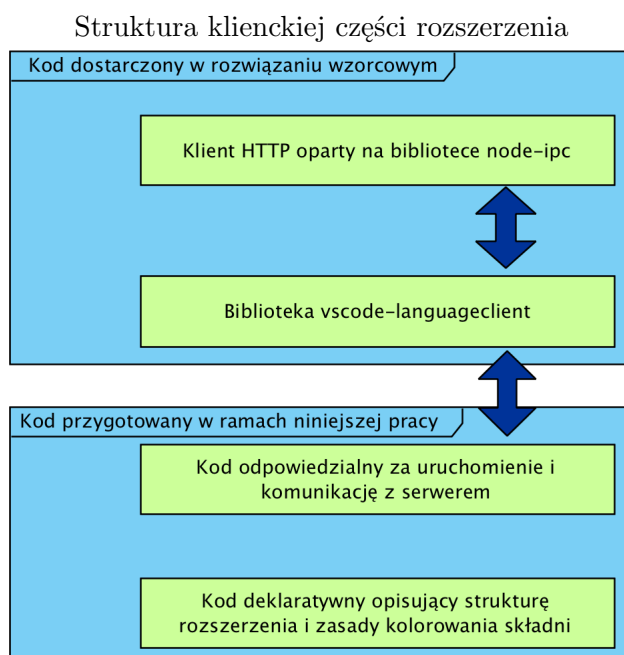 Struktura klienckiej części rozszerzenia
Kod dostarczony w rozwiązaniu wzorcowym
Klient HTTP oparty na bibliotece node-ipc
Biblioteka vscode-languageclient
Kod przygotowany w ramach niniejszej pracy
Kod odpowiedzialny za uruchomienie i
komunikację z serwerem
Kod deklaratywny opisujący strukturę
rozszerzenia i zasady kolorowania składni